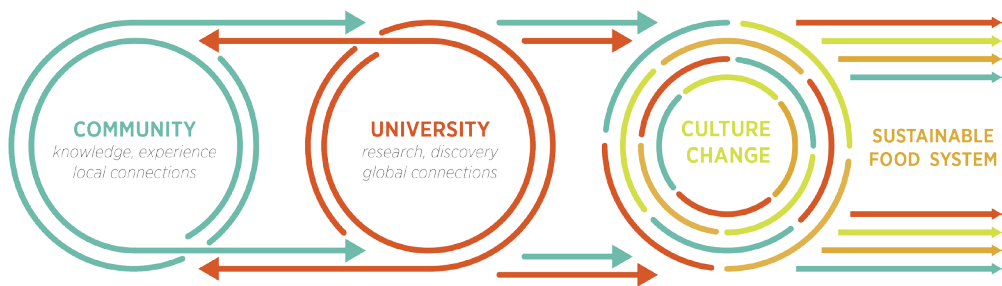 COMMUNITY
knowledge, experience
local connections
UNIVERSITY
research, discovery
global connections
CULTURE
CHANGE
SUSTAINABLE
FOOD SYSTEM